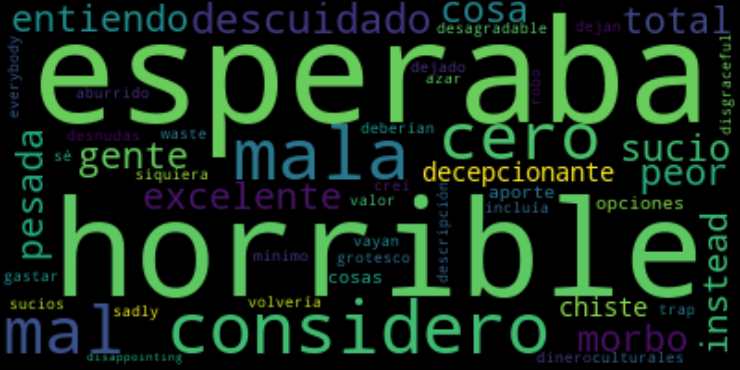 entiendo descuidado cosa total
desagradable dejan
everybody esperaba disgraceful
dejado
aburrido azar robo
desnudas waste deberían cero
pesada sé gente mala sucio
siquiera decepcionante peor
excelente creí aporte
valor incluía opciones
horrible descripción
vayan
mínimo grotesco
gastar cosas instead
sucios volvería
sadly chiste trap
mal considero morbo
disappointing dinero culturales